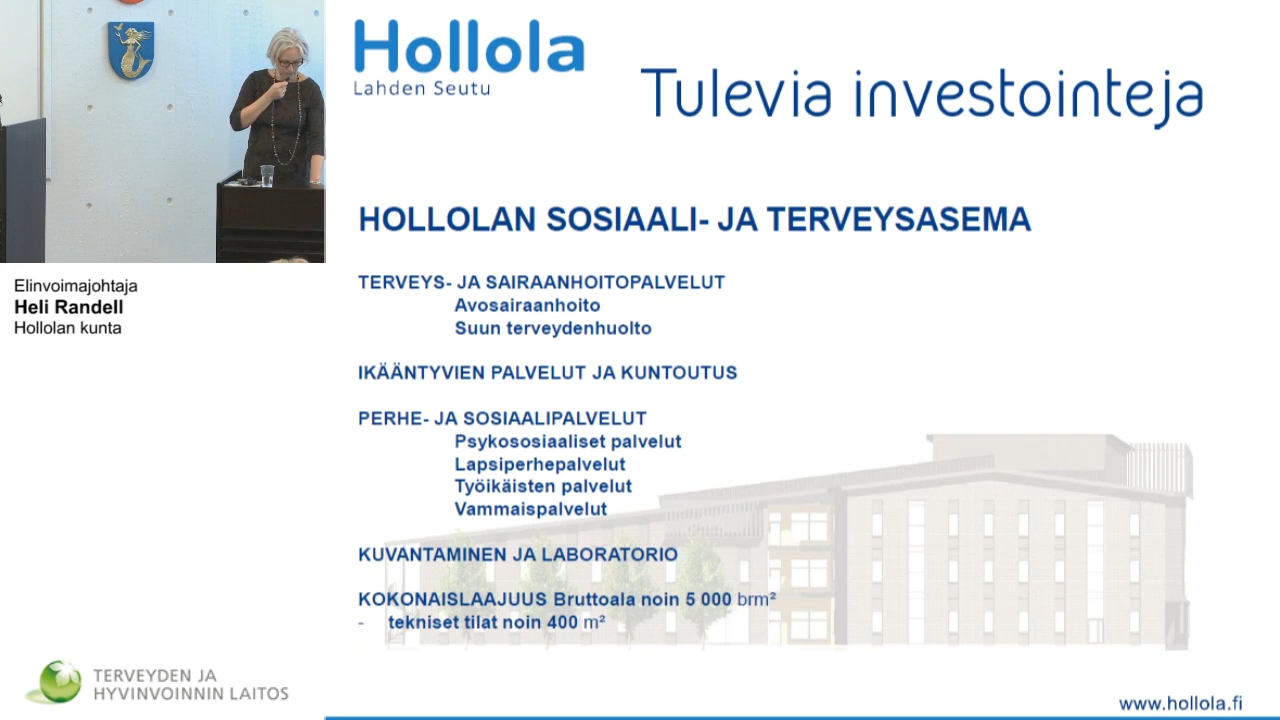 Hollola
Lahden Seutu
Tulevia investointeja
HOLLOLAN SOSIAALI- JA TERVEYSASEMA
TERVEYS- JA SAIRAANHOITOPALVELUT
Avosairaanhoito
Suun terveydenhuolto
IKÄÄNTYVIEN PALVELUT JA KUNTOUTUS
PERHE- JA SOSIAALIPALVELUT
Psykososiaaliset palvelut
Lapsiperhepalvelut
Työikäisten palvelut
Vammaispalvelut
KUVANTAMINEN JA LABORATORIO
KOKONAISLAAJUUS Bruttoala noin 5 000 brm²
- tekniset tilat noin 400 m²
Elinvoimajohtaja
Heli Randell
Hollolan kunta
TERVEYDEN JA
HYVINVOINNIN LAITOS
www.hollola.fi